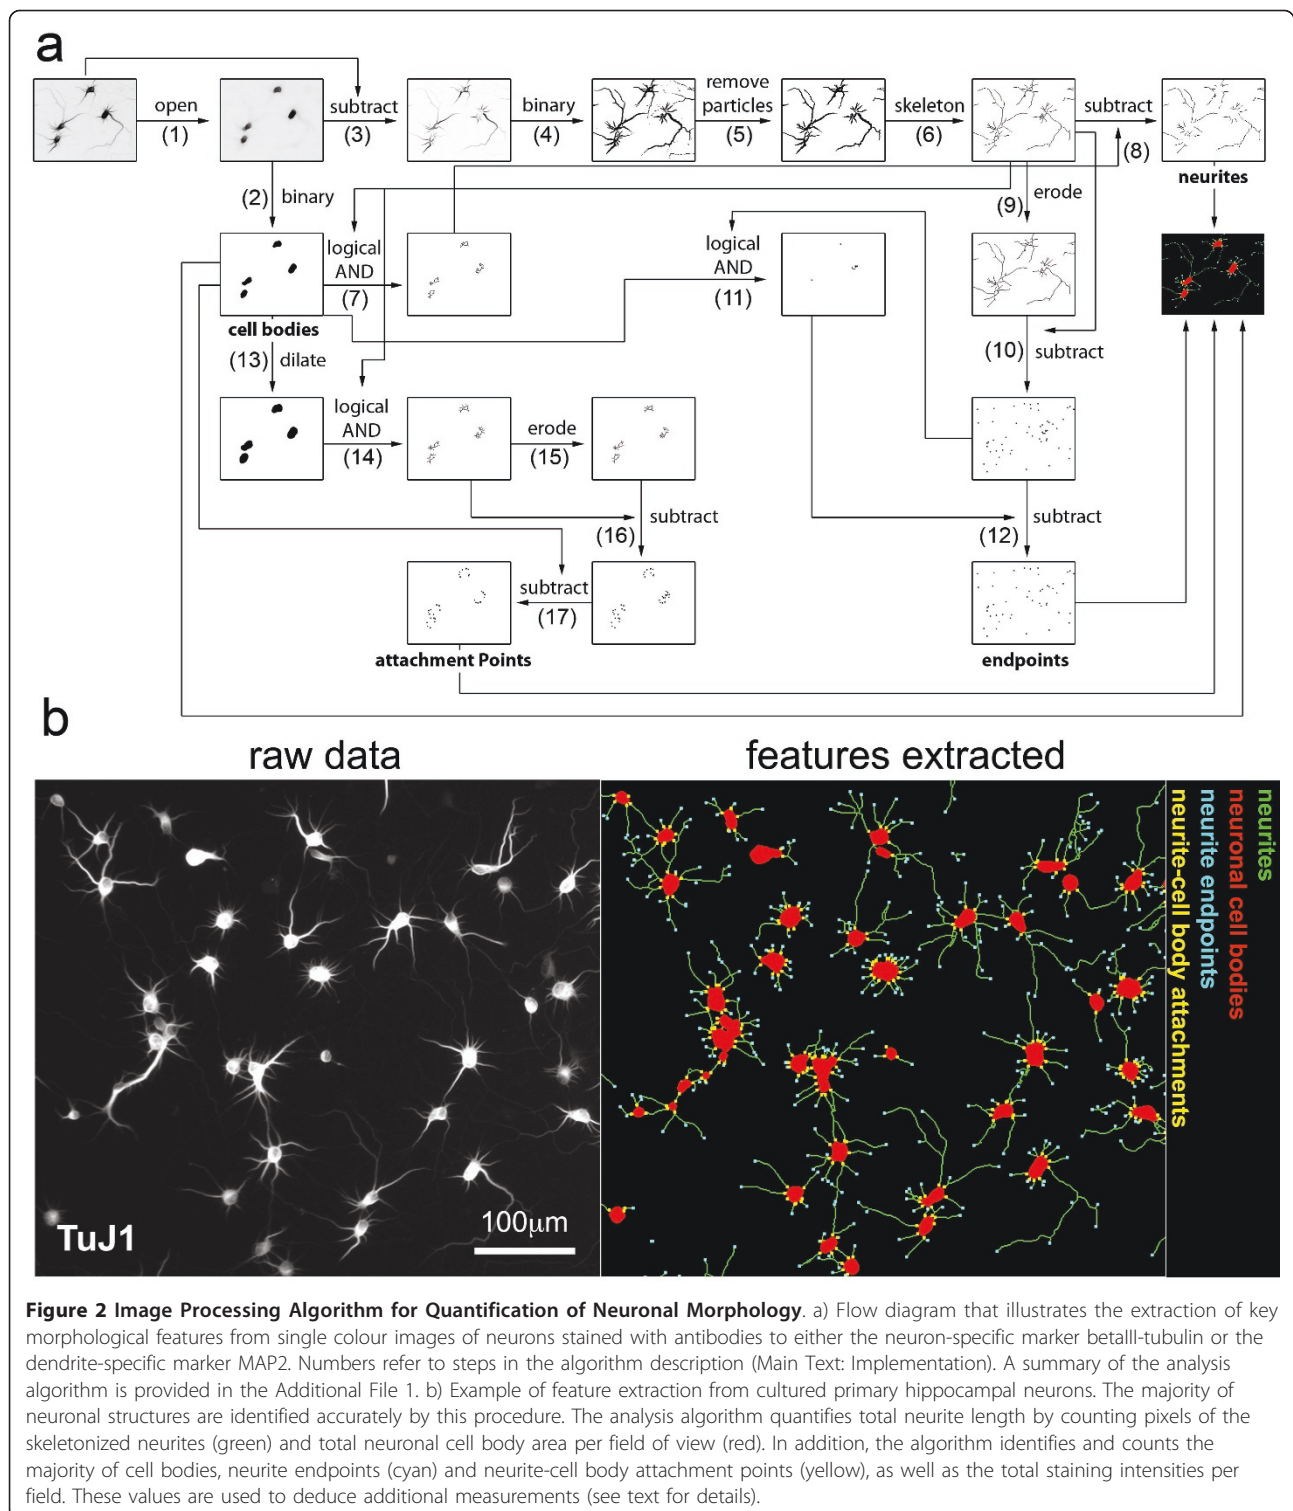 a
open
(1)
subtract
(3)
binary
(4)
remove
particles
(5)
skeleton
(6)
subtract
(8)
neurites
(2) binary
(9) erode
logical
AND
(7)
logical
AND
(11)
cell bodies
(13) dilate
(10) subtract
logical
AND
(14)
erode
(15)
(16) subtract
(12) subtract
subtract
(17)
attachment Points
endpoints
b
raw data
features extracted
neurites
neuronal cell bodies
neurite endpoints
neurite-cell body attachments
TuJ1
100μm
Figure 2 Image Processing Algorithm for Quantification of Neuronal Morphology. a) Flow diagram that illustrates the extraction of key
morphological features from single colour images of neurons stained with antibodies to either the neuron-specific marker betaIII-tubulin or the
dendrite-specific marker MAP2. Numbers refer to steps in the algorithm description (Main Text: Implementation). A summary of the analysis
algorithm is provided in the Additional File 1. b) Example of feature extraction from cultured primary hippocampal neurons. The majority of
neuronal structures are identified accurately by this procedure. The analysis algorithm quantifies total neurite length by counting pixels of the
skeletonized neurites (green) and total neuronal cell body area per field of view (red). In addition, the algorithm identifies and counts the
majority of cell bodies, neurite endpoints (cyan) and neurite-cell body attachment points (yellow), as well as the total staining intensities per
field. These values are used to deduce additional measurements (see text for details).